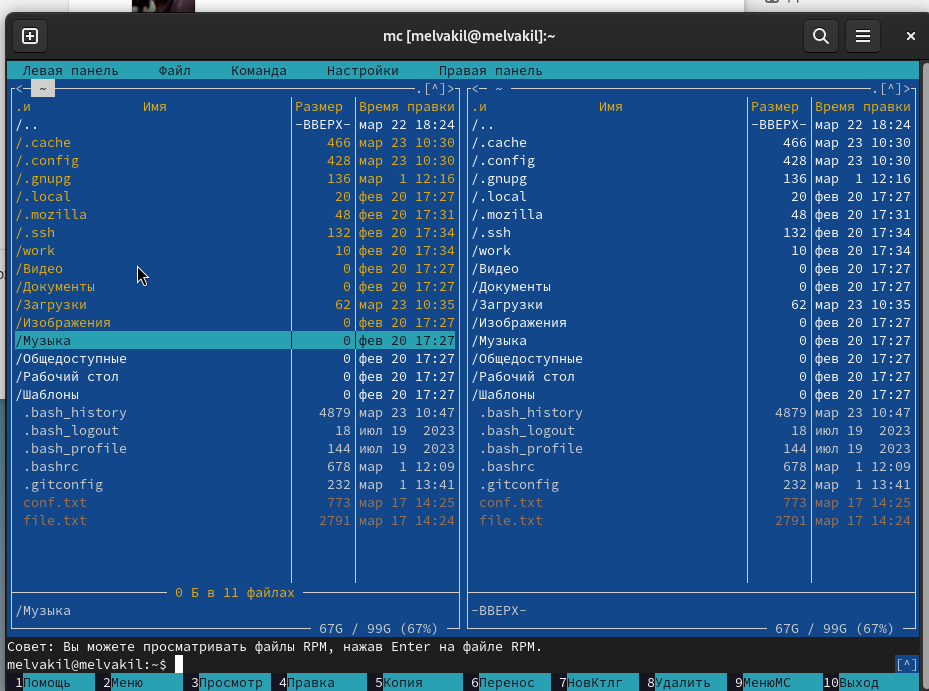 mc [melvakil@melvakil]:~
Левая панель Файл Команда Настройки Правая панель
<─ ~ ─.[^]> <─ ~ ─.[^]>
.и Имя Размер Время правки .и Имя Размер Время правки
/.. -ВВЕРХ- мар 22 18:24 /.. -ВВЕРХ- мар 22 18:24
/.cache 466 мар 23 10:30 /.cache 466 мар 23 10:30
/.config 428 мар 23 10:30 /.config 428 мар 23 10:30
/.gnupg 136 мар 1 12:16 /.gnupg 136 мар 1 12:16
/.local 20 фев 20 17:27 /.local 20 фев 20 17:27
/.mozilla 48 фев 20 17:31 /.mozilla 48 фев 20 17:31
/.ssh 132 фев 20 17:34 /.ssh 132 фев 20 17:34
/work 10 фев 20 17:34 /work 10 фев 20 17:34
/Видео 0 фев 20 17:27 /Видео 0 фев 20 17:27
/Документы 0 фев 20 17:27 /Документы 0 фев 20 17:27
/Загрузки 62 мар 23 10:35 /Загрузки 62 мар 23 10:35
/Изображения 0 фев 20 17:27 /Изображения 0 фев 20 17:27
/Музыка 0 фев 20 17:27 /Музыка 0 фев 20 17:27
/Общедоступные 0 фев 20 17:27 /Общедоступные 0 фев 20 17:27
/Рабочий стол 0 фев 20 17:27 /Рабочий стол 0 фев 20 17:27
/Шаблоны 0 фев 20 17:27 /Шаблоны 0 фев 20 17:27
.bash_history 4879 мар 23 10:47 .bash_history 4879 мар 23 10:47
.bash_logout 18 июл 19 2023 .bash_logout 18 июл 19 2023
.bash_profile 144 июл 19 2023 .bash_profile 144 июл 19 2023
.bashrc 678 мар 1 12:09 .bashrc 678 мар 1 12:09
.gitconfig 232 мар 1 13:41 .gitconfig 232 мар 1 13:41
conf.txt 773 мар 17 14:25 conf.txt 773 мар 17 14:25
file.txt 2791 мар 17 14:24 file.txt 2791 мар 17 14:24
0 Б в 11 файлах
/Музыка -ВВЕРХ-
67G / 99G (67%) 67G / 99G (67%)
Совет: Вы можете просматривать файлы RPM, нажав Enter на файле RPM.
melvakil@melvakil:~$ [^]
1Помощь 2Меню 3Просмотр 4Правка 5Копия 6Перенос 7НовКтлг 8Удалить 9МенюМС 10Выход